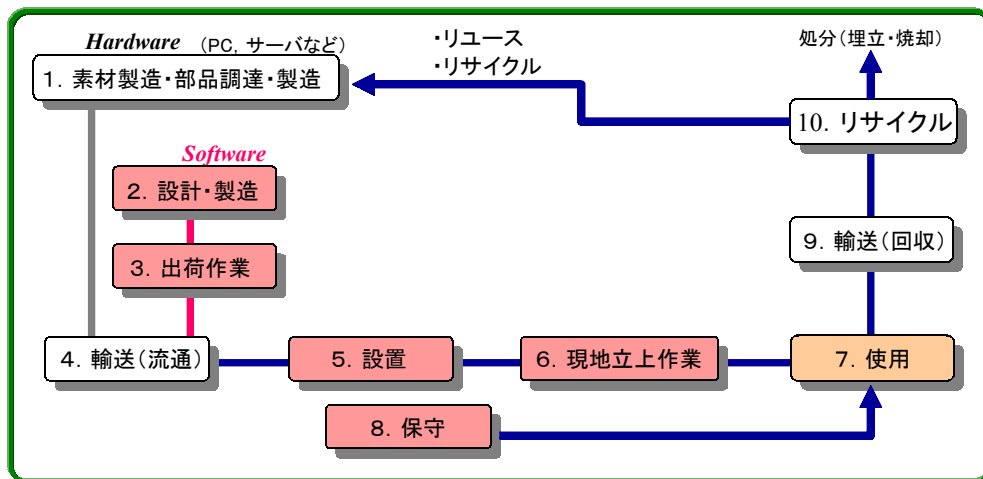 Hardware (PC, サーバなど)
1. 素材製造・部品調達・製造
・リユース
・リサイクル
処分(埋立・焼却)
10. リサイクル
Software
2. 設計・製造
3. 出荷作業
9. 輸送(回収)
4. 輸送(流通)
5. 設置
6. 現地立上作業
7. 使用
8. 保守